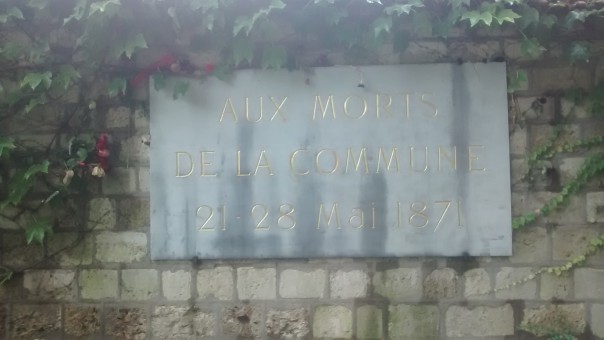 AUX MORTS
DE LA COMMUNE
21-28 Mai 1871